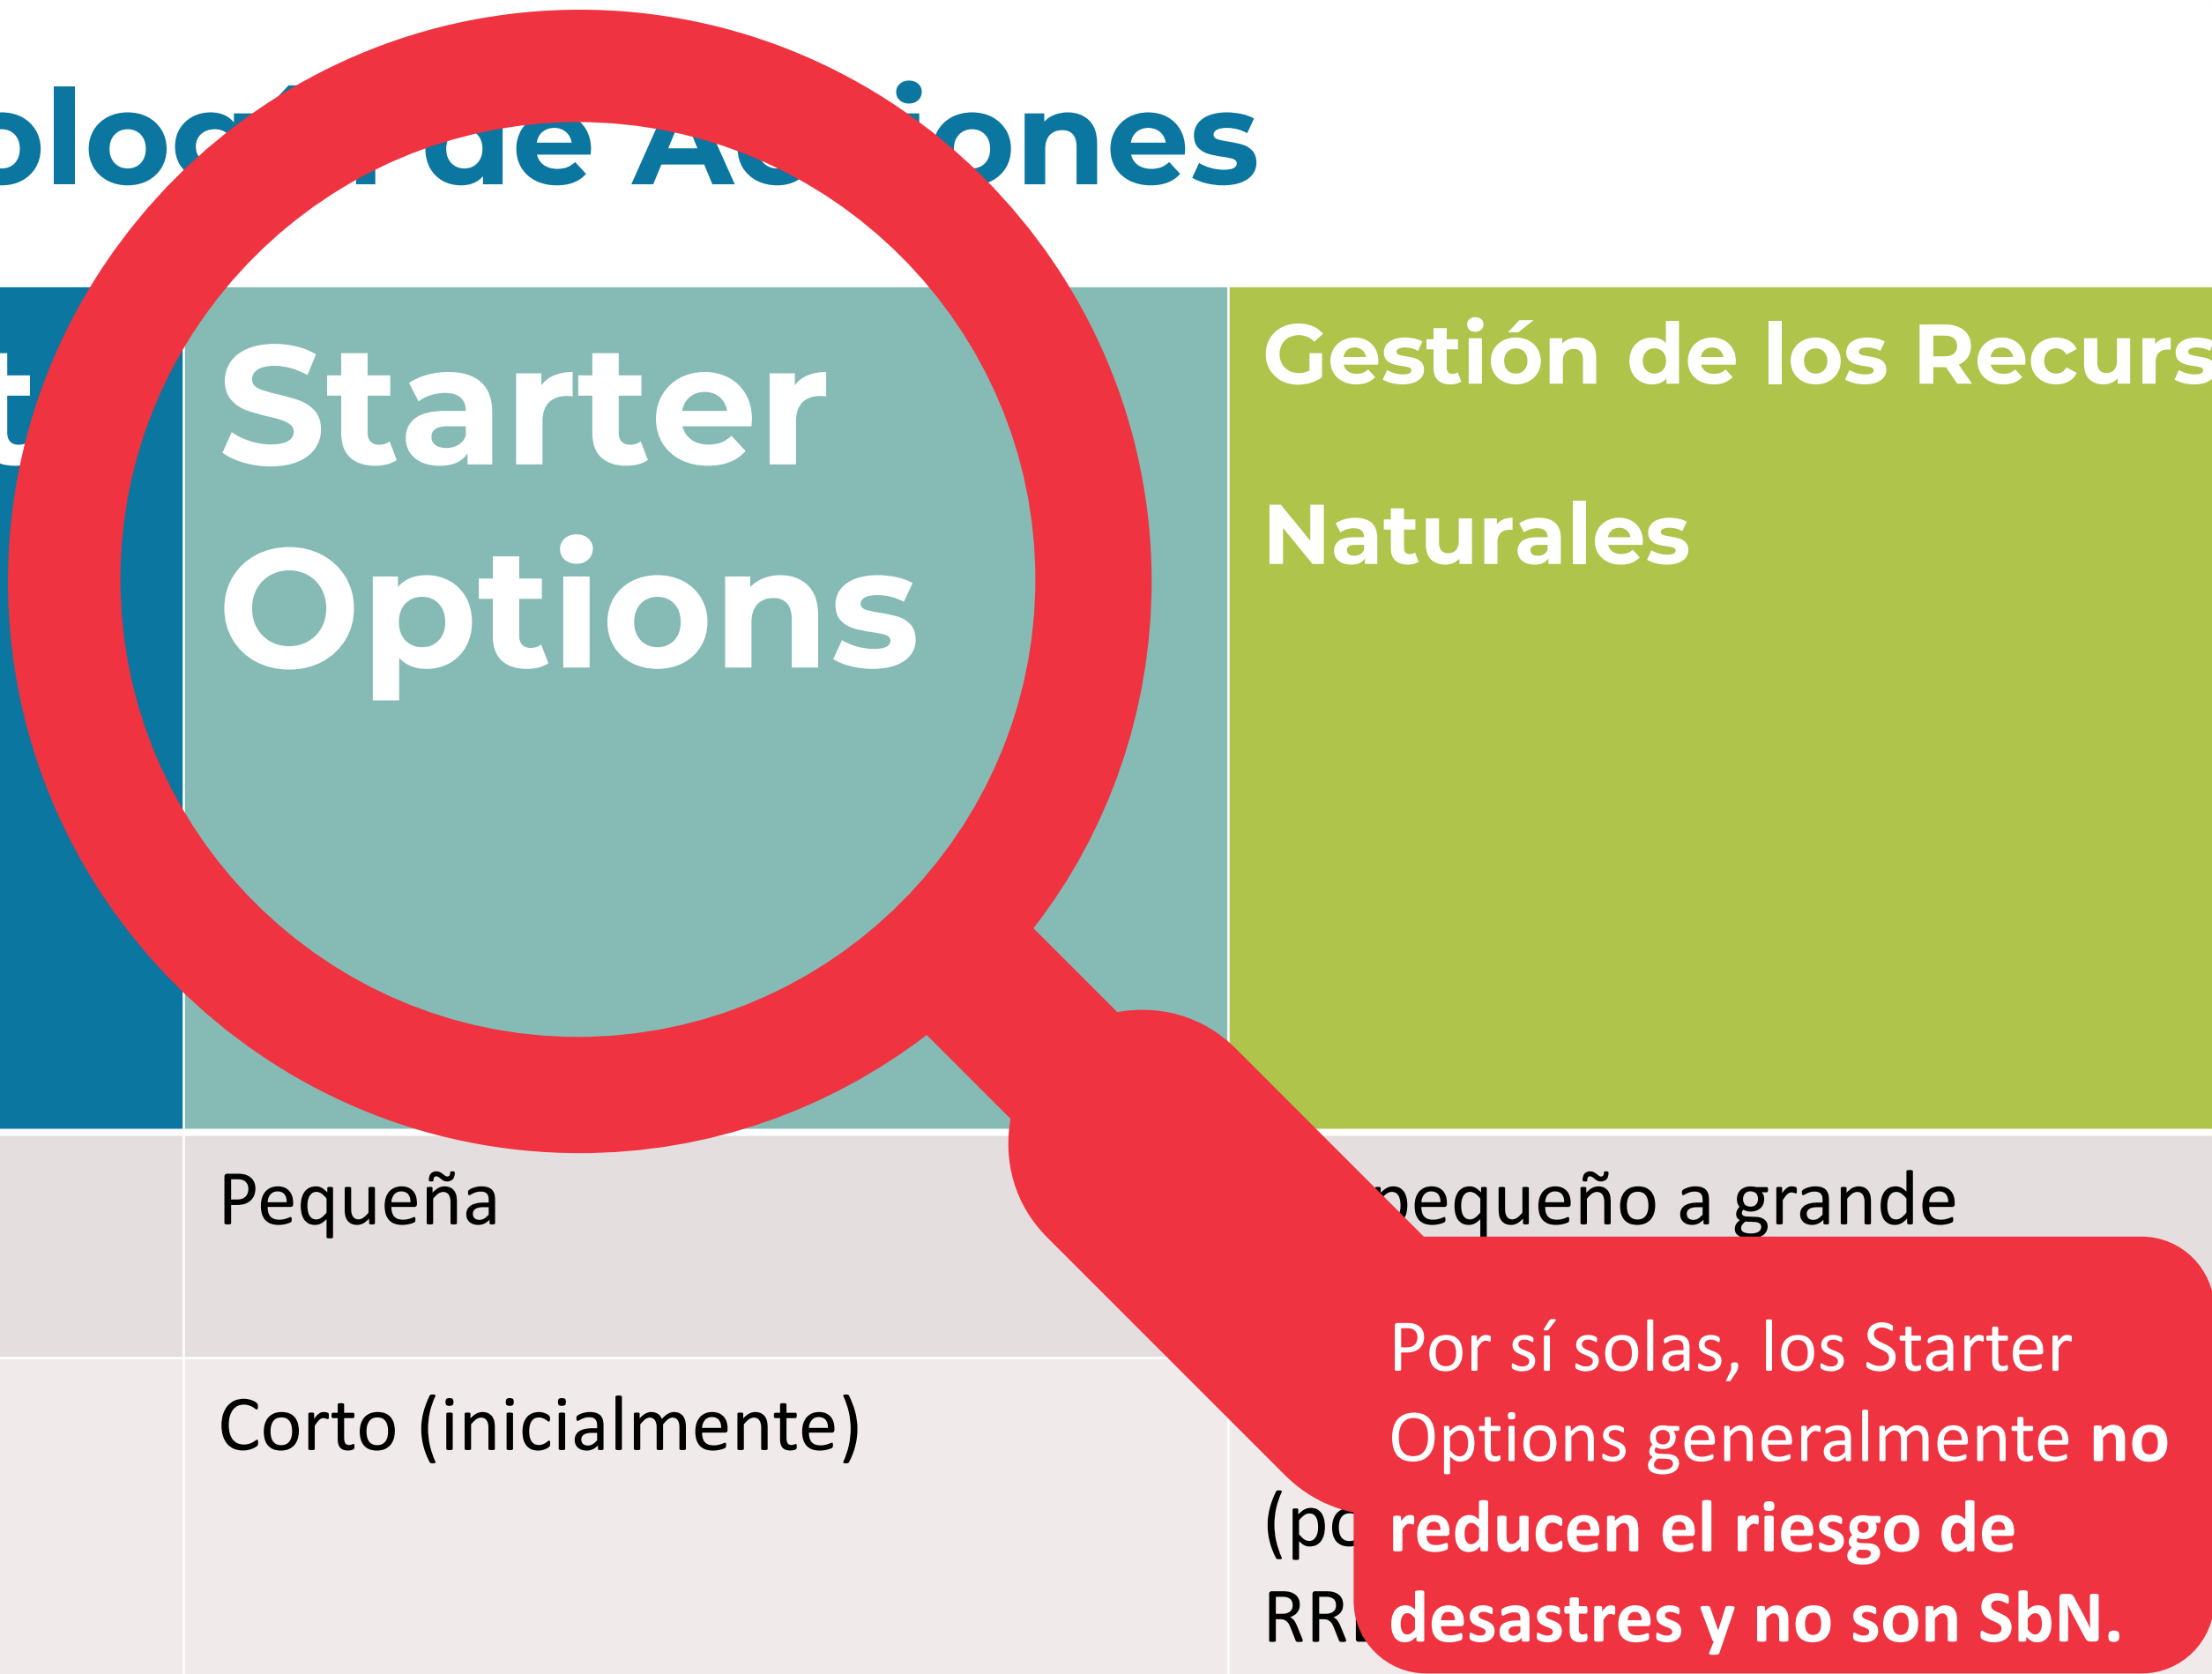 de
Starter
Options
Gestión de los
Naturales
Pequeña
pequeño a grande
Corto (inicialmente)
Por sí solas, los Starter
Options generalmente no
reducen el riesgo de
desastres y no son SbN.